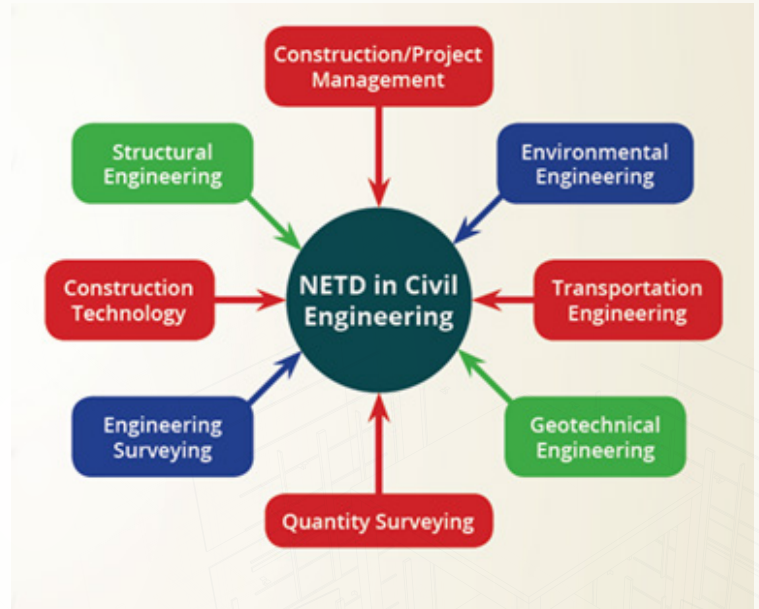 Construction/Project
Management
Structural
Engineering
Environmental
Engineering
NETD in Civil
Engineering
Construction
Technology
Transportation
Engineering
Engineering
Surveying
Geotechnical
Engineering
Quantity Surveying